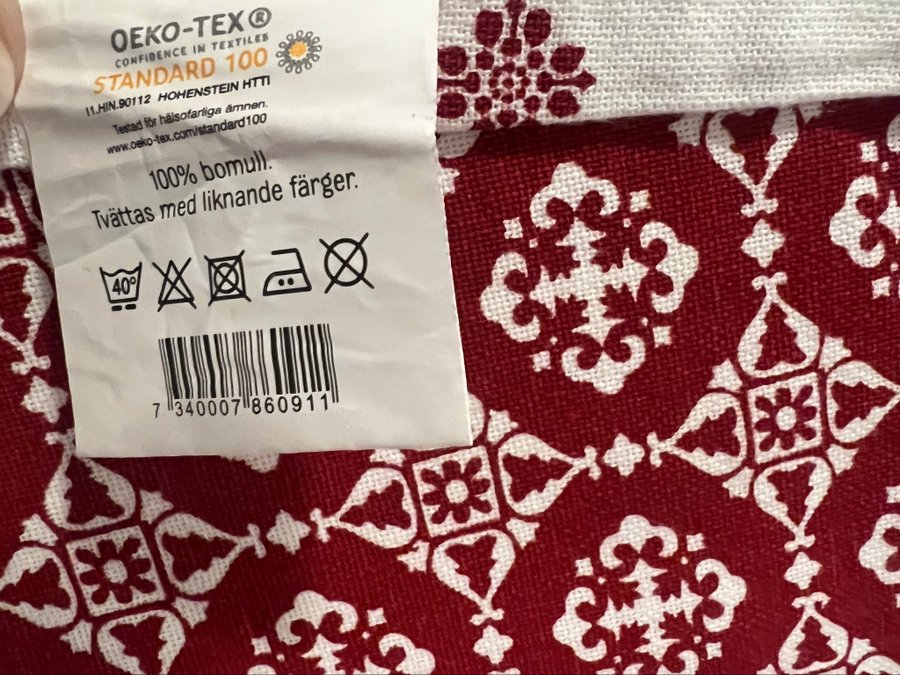 OEKO-TEX®
CONFIDENCE IN TEXTILES
STANDARD 100
11.HIN.90112 HOHENSTEIN HTTI
Testad för hälsofarliga ämnen.
www.oeko-tex.com/standard100
100% bomull.
Tvättas med liknande färger.
40°
7 340007 860911